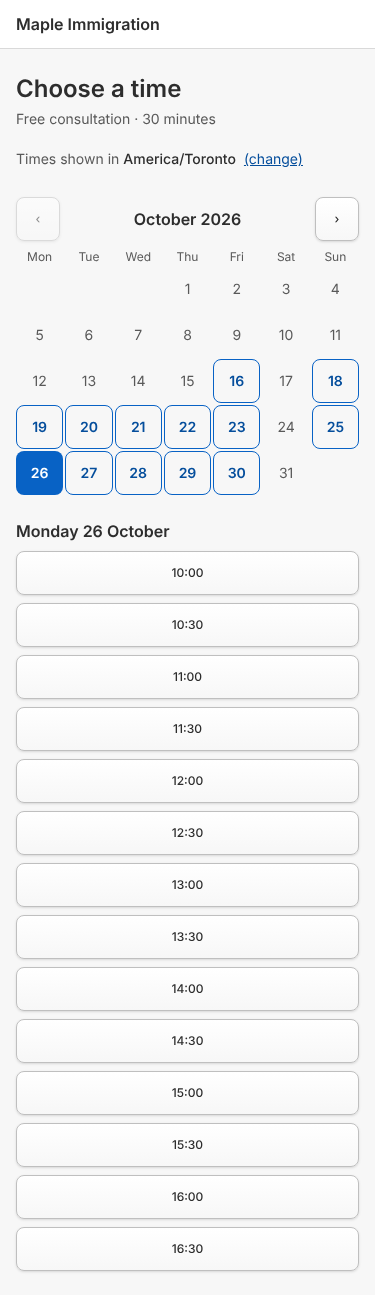 Maple Immigration
Choose a time
Free consultation · 30 minutes
Times shown in America/Toronto (change)
‹ October 2026 ›
Mon Tue Wed Thu Fri Sat Sun
1 2 3 4
5 6 7 8 9 10 11
12 13 14 15 16 17 18
19 20 21 22 23 24 25
26 27 28 29 30 31
Monday 26 October
10:00
10:30
11:00
11:30
12:00
12:30
13:00
13:30
14:00
14:30
15:00
15:30
16:00
16:30